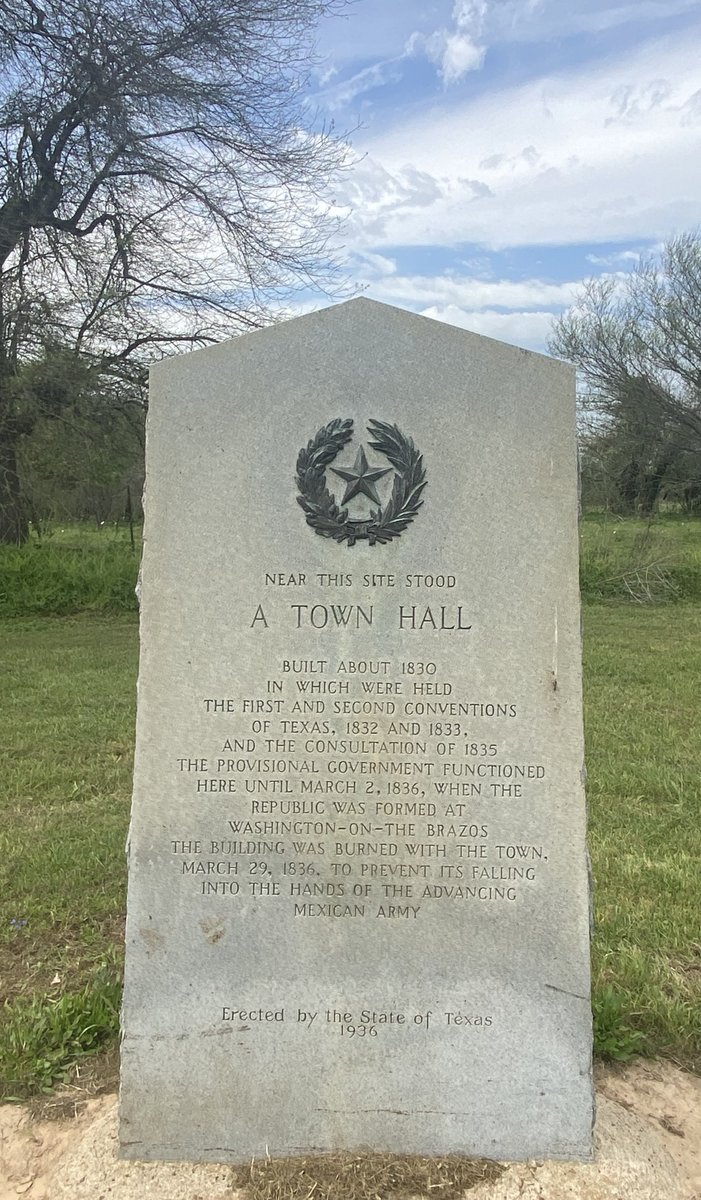 NEAR THIS SITE STOOD
A TOWN HALL
BUILT ABOUT 1830
IN WHICH WERE HELD
THE FIRST AND SECOND CONVENTIONS
OF TEXAS, 1832 AND 1833,
AND THE CONSULTATION OF 1835
THE PROVISIONAL GOVERNMENT FUNCTIONED
HERE UNTIL MARCH 2, 1836, WHEN THE
REPUBLIC WAS FORMED AT
WASHINGTON-ON-THE BRAZOS
THE BUILDING WAS BURNED WITH THE TOWN,
MARCH 29, 1836, TO PREVENT ITS FALLING
INTO THE HANDS OF THE ADVANCING
MEXICAN ARMY
Erected by the State of Texas
1936